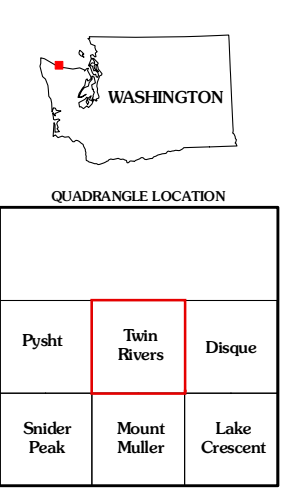 WASHINGTON
QUADRANGLE LOCATION
Pysht
Twin
Rivers
Disque
Snider
Peak
Mount
Muller
Lake
Crescent